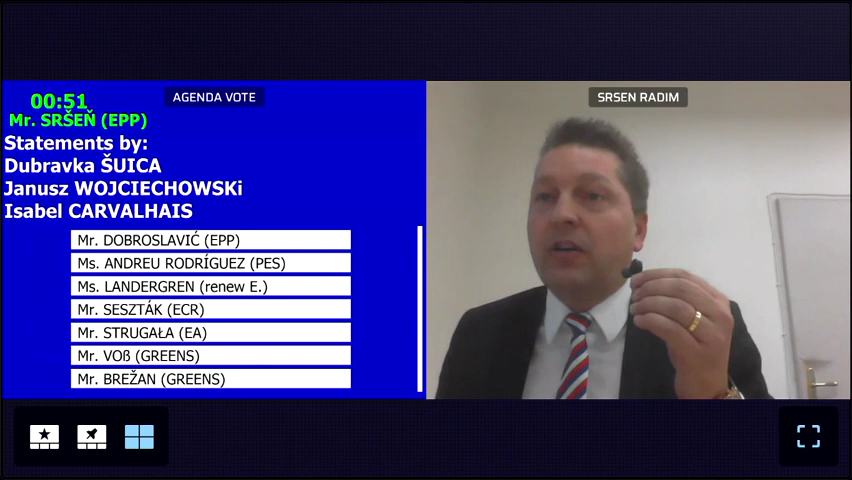 AGENDA VOTE
00:51
Mr. SRŠEŇ (EPP)
Statements by:
Dubravka ŠUICA
Janusz WOJCIECHOWSKi
Isabel CARVALHAIS
Mr. DOBROSLAVIĆ (EPP)
Ms. ANDREU RODRÍGUEZ (PES)
Ms. LANDERGREN (renew E.)
Mr. SESZTÁK (ECR)
Mr. STRUGAŁA (EA)
Mr. VOß (GREENS)
Mr. BREŽAN (GREENS)
SRSEN RADIM